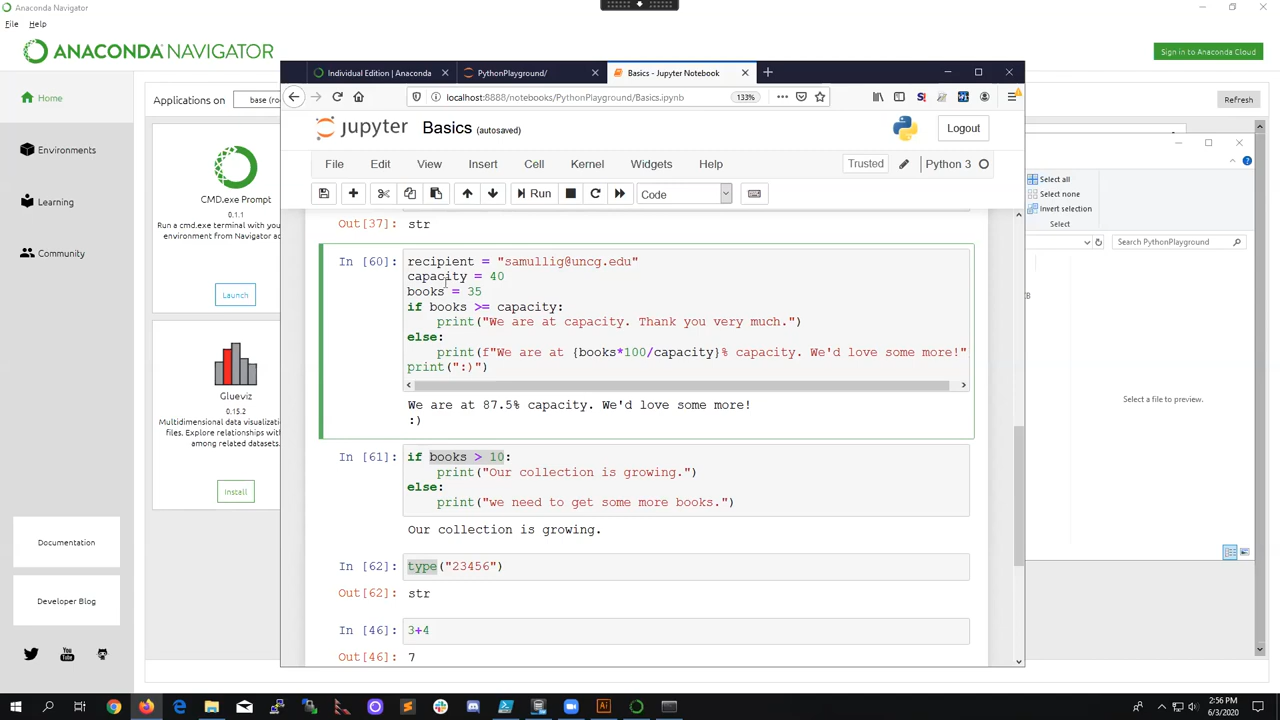 Anaconda Navigator
File Help
ANACONDA NAVIGATOR
Sign in to Anaconda Cloud
Home
Environments
Learning
Community
Documentation
Developer Blog
Applications on
base (ro
Refresh
CMD.exe Prompt
0.1.1
Run a cmd.exe terminal with your
environment from Navigator a
Launch
Glueviz
0.15.2
Multidimensional data visualizatio
files. Explore relationships with
among related datasets.
Install
Individual Edition | Anaconda
PythonPlayground/
Basics - Jupyter Notebook
localhost:8888/notebooks/PythonPlayground/Basics.ipynb
133%
jupyter Basics (autosaved)
Logout
File Edit View Insert Cell Kernel Widgets Help
Trusted
Python 3
Run
Code
Out[37]: str
In [60]: recipient = "samullig@uncg.edu"
capacity = 40
books = 35
if books >= capacity:
print("We are at capacity. Thank you very much.")
else:
print(f"We are at {books*100/capacity}% capacity. We'd love some more!"
print(":)")
We are at 87.5% capacity. We'd love some more!
:)
In [61]: if books > 10:
print("Our collection is growing.")
else:
print("we need to get some more books.")
Our collection is growing.
In [62]: type("23456")
Out[62]: str
In [46]: 3+4
Out[46]: 7
Select all
Select none
Invert selection
Select
Search PythonPlayground
B
Select a file to preview.
2:56 PM
6/3/2020